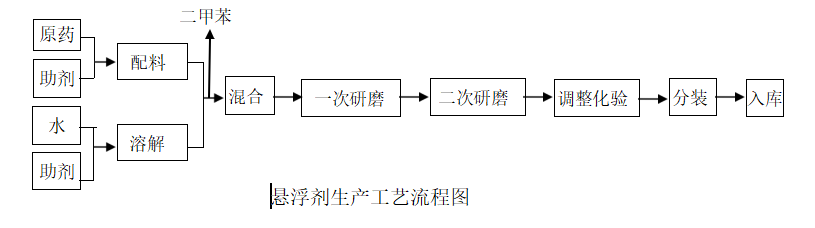 二甲苯
原药
助剂
配料
水
助剂
溶解
混合
一次研磨
二次研磨
调整化验
分装
入库
悬浮剂生产工艺流程图